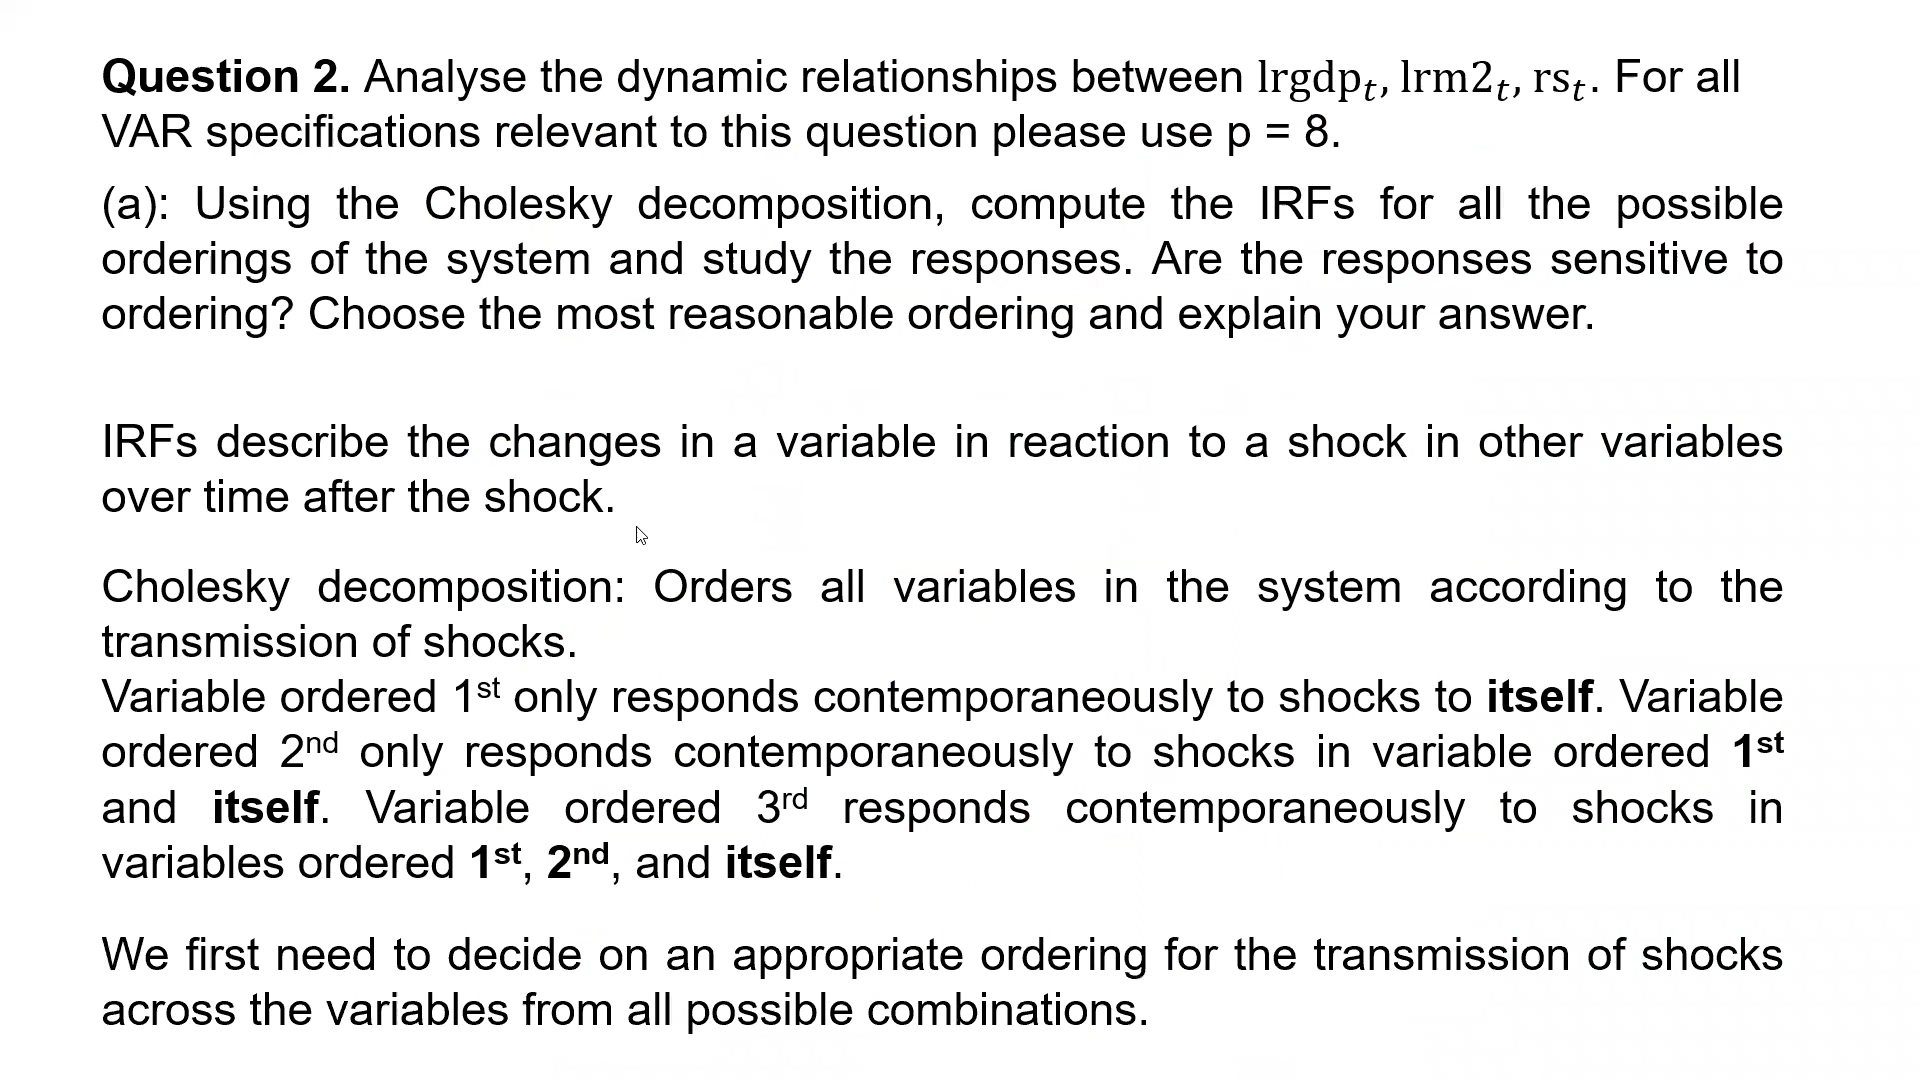 Question 2. Analyse the dynamic relationships between lrgdpₜ, lrm2ₜ, rsₜ. For all
VAR specifications relevant to this question please use p = 8.
(a): Using the Cholesky decomposition, compute the IRFs for all the possible
orderings of the system and study the responses. Are the responses sensitive to
ordering? Choose the most reasonable ordering and explain your answer.
IRFs describe the changes in a variable in reaction to a shock in other variables
over time after the shock.
Cholesky decomposition: Orders all variables in the system according to the
transmission of shocks.
Variable ordered 1st only responds contemporaneously to shocks to itself. Variable
ordered 2nd only responds contemporaneously to shocks in variable ordered 1st
and itself. Variable ordered 3rd responds contemporaneously to shocks in
variables ordered 1st, 2nd, and itself.
We first need to decide on an appropriate ordering for the transmission of shocks
across the variables from all possible combinations.